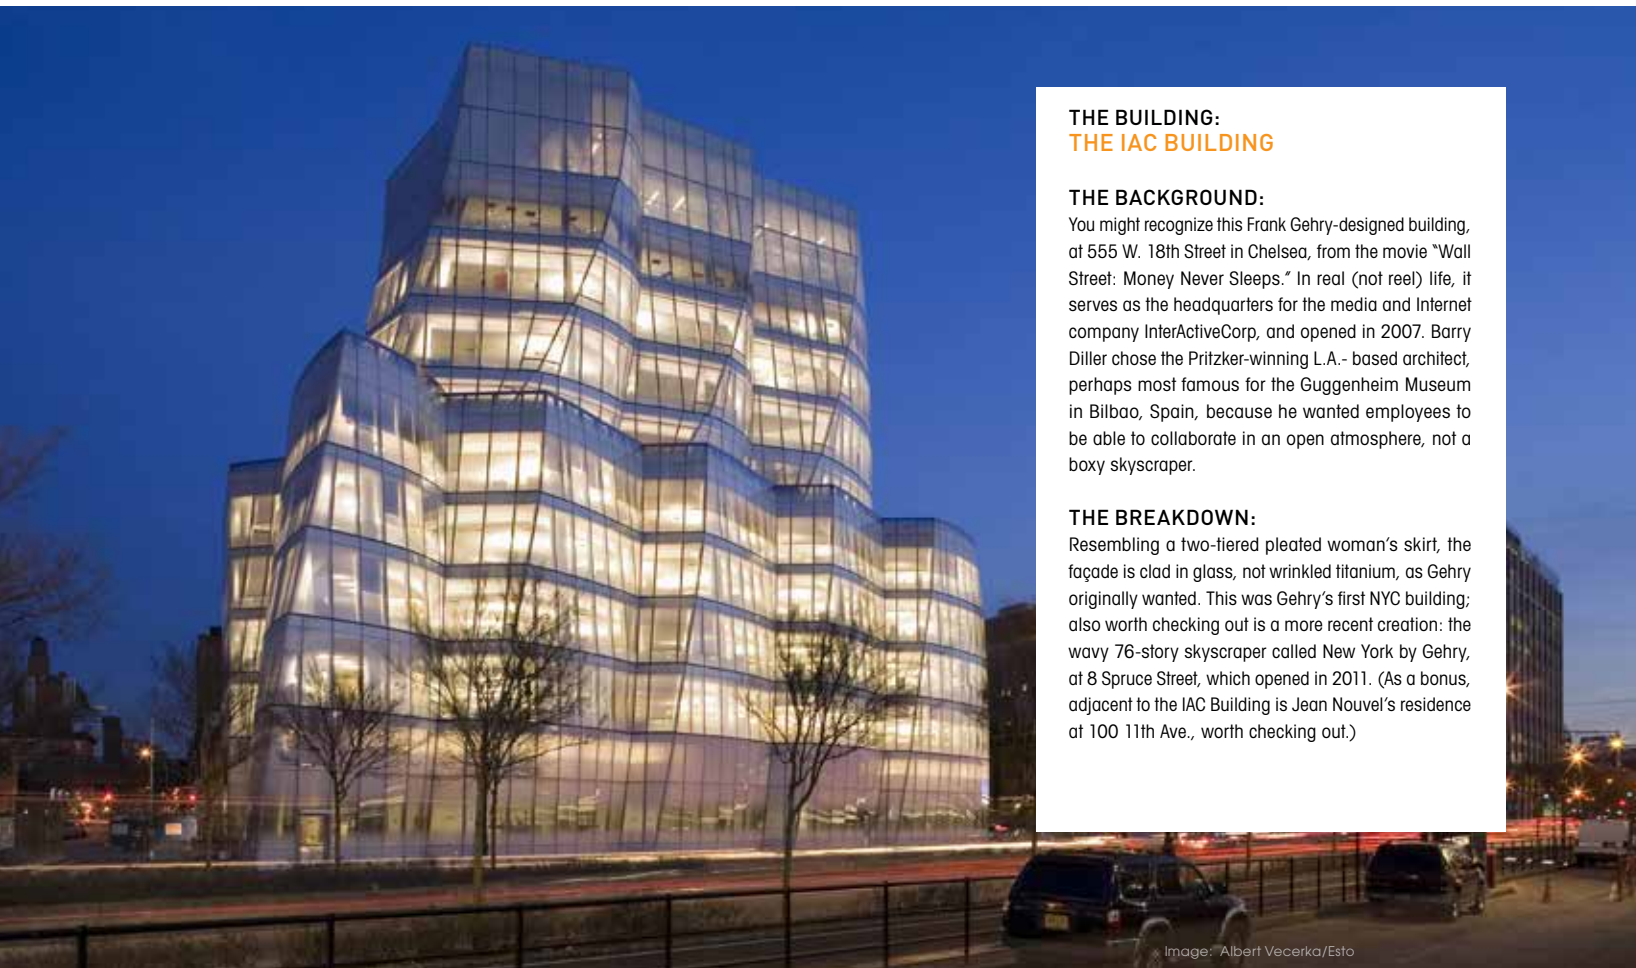 THE BUILDING:
THE IAC BUILDING
THE BACKGROUND:
You might recognize this Frank Gehry-designed building,
at 555 W. 18th Street in Chelsea, from the movie “Wall
Street: Money Never Sleeps.” In real (not reel) life, it
serves as the headquarters for the media and Internet
company InterActiveCorp, and opened in 2007. Barry
Diller chose the Pritzker-winning L.A.- based architect,
perhaps most famous for the Guggenheim Museum
in Bilbao, Spain, because he wanted employees to
be able to collaborate in an open atmosphere, not a
boxy skyscraper.
THE BREAKDOWN:
Resembling a two-tiered pleated woman’s skirt, the
façade is clad in glass, not wrinkled titanium, as Gehry
originally wanted. This was Gehry’s first NYC building;
also worth checking out is a more recent creation: the
wavy 76-story skyscraper called New York by Gehry,
at 8 Spruce Street, which opened in 2011. (As a bonus,
adjacent to the IAC Building is Jean Nouvel’s residence
at 100 11th Ave., worth checking out.)
Image: Albert Vecerka/Esto